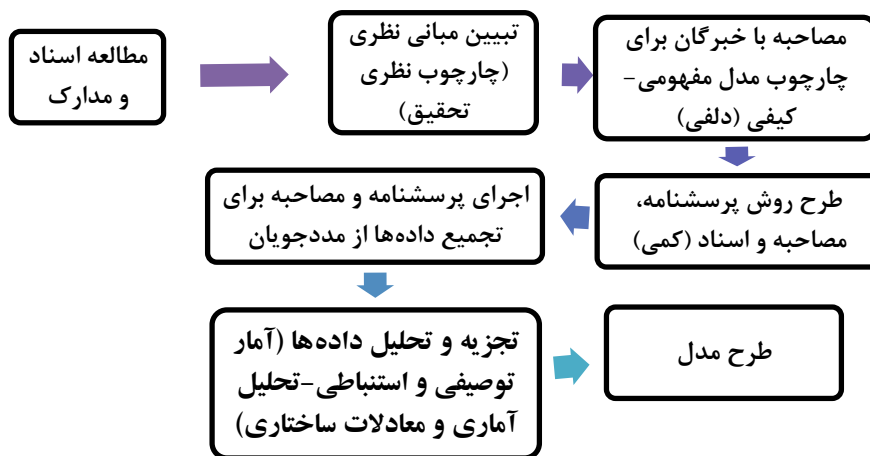 مطالعه اسناد
و مدارک
تبیین مبانی نظری
(چارچوب نظری
تحقیق)
مصاحبه با خبرگان برای
چارچوب مدل مفهومی-
کیفی (دلفی)
طرح روش پرسشنامه،
مصاحبه و اسناد (کمی)
اجرای پرسشنامه و مصاحبه برای
تجمیع داده‌ها از مددجویان
تجزیه و تحلیل داده‌ها (آمار
توصیفی و استنباطی-تحلیل
آماری و معادلات ساختاری)
طرح مدل